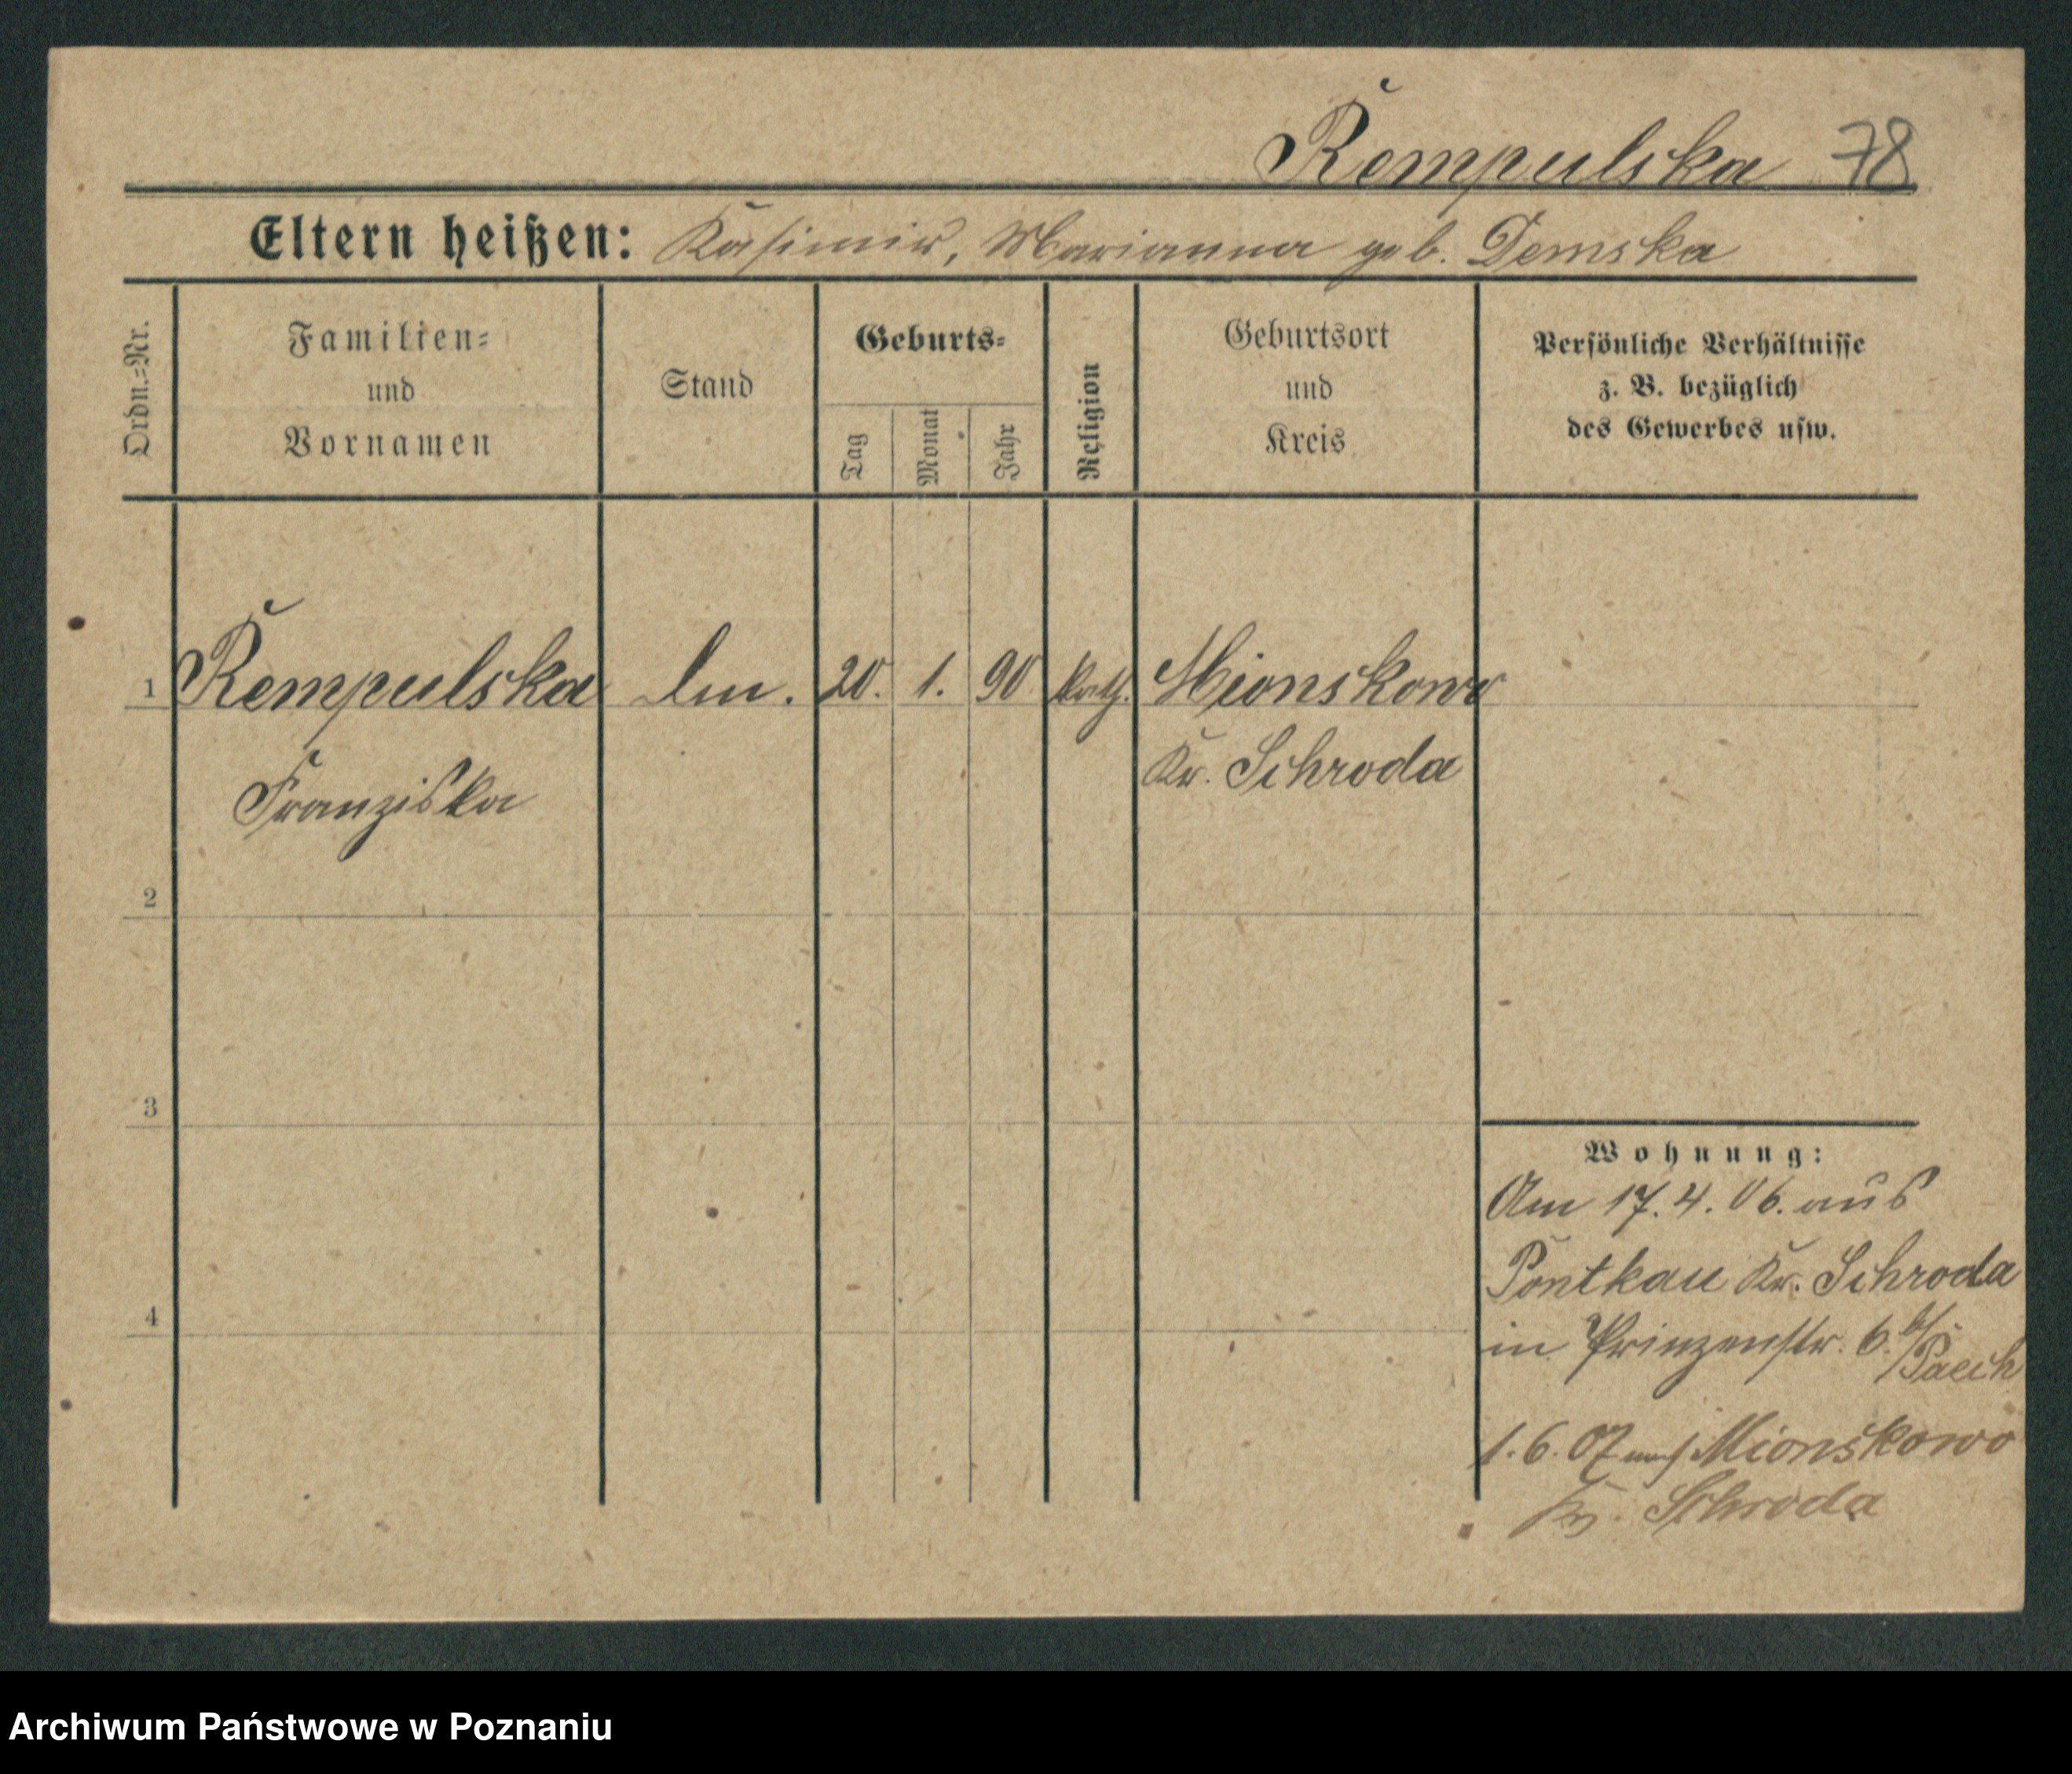 Rempulska 78
Eltern heißen: Kasimir, Marianna geb. Demska
Ordn.=Nr.
Familien=
und
Vornamen
Stand
Geburts=
Tag
Monat
Jahr
Religion
Geburtsort
und
Kreis
Persönliche Verhältnisse
z. B. bezüglich
des Gewerbes usw.
1 Rempulska 20. 1. 90 kath. Mionskowo
Kr. Schroda
Franziska
2
3
4
Wohnung:
Am 17.4.06. aus
Pontkau Kr. Schroda
in Prinzenstr. 6. b/Paech
1.6.07 nach Mionskowo
Kr. Schroda
Archiwum Państwowe w Poznaniu